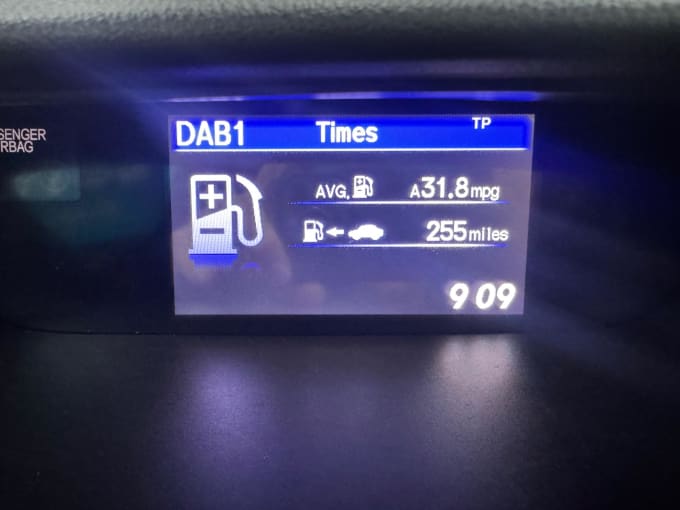 SENGER
RBAG
DAB1 Times TP
AVG. A31.8mpg
255miles
9 09